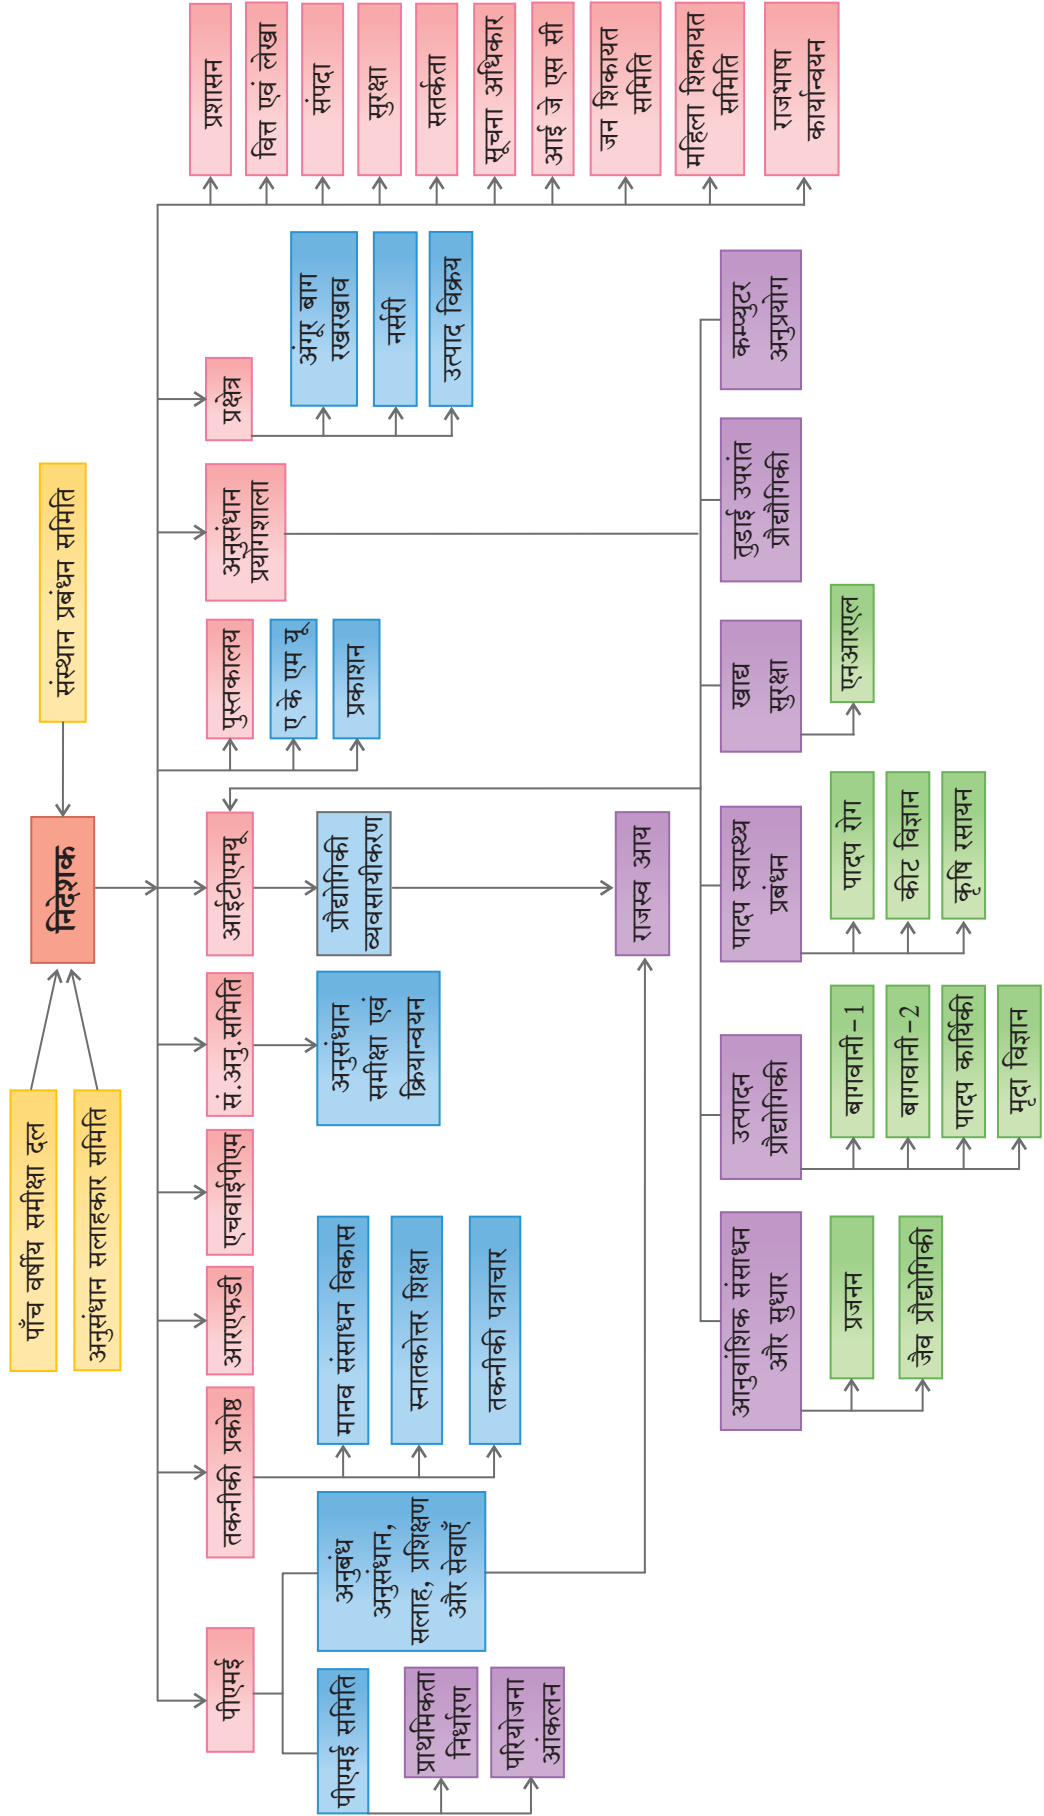 पाँच वर्षीय समीक्षा दल
अनुसंधान सलाहकार समिति
निदेशक
संस्थान प्रबंधन समिति
पीएमई
तकनीकी प्रकोष्ठ
आरएफडी
एचवाईपीएम
सं.अनु.समिति
आईटीएमयू
पुस्तकालय
ए के एम यू
प्रकाशन
अनुसंधान
प्रयोगशाला
प्रक्षेत्र
अंगूर बाग
रखरखाव
नर्सरी
उत्पाद विक्रय
प्रशासन
वित्त एवं लेखा
संपदा
सुरक्षा
सतर्कता
सूचना अधिकार
आई जे एस सी
जन शिकायत
समिति
महिला शिकायत
समिति
राजभाषा
कार्यान्वयन
पीएमई समिति
प्राथमिकता
निर्धारण
परियोजना
आंकलन
अनुबंध
अनुसंधान,
सलाह, प्रशिक्षण
और सेवाएँ
मानव संसाधन विकास
स्नातकोत्तर शिक्षा
तकनीकी पत्राचार
अनुसंधान
समीक्षा एवं
क्रियान्वयन
प्रौद्योगिकी
व्यवसायीकरण
राजस्व आय
आनुवांशिक संसाधन
और सुधार
प्रजनन
जैव प्रौद्योगिकी
उत्पादन
प्रौद्योगिकी
बागवानी-1
बागवानी-2
पादप कार्यिकी
मृदा विज्ञान
पादप स्वास्थ्य
प्रबंधन
पादप रोग
कीट विज्ञान
कृषि रसायन
खाद्य
सुरक्षा
एनआरएल
तुडाई उपरांत
प्रौद्यौगिकी
कम्प्युटर
अनुप्रयोग